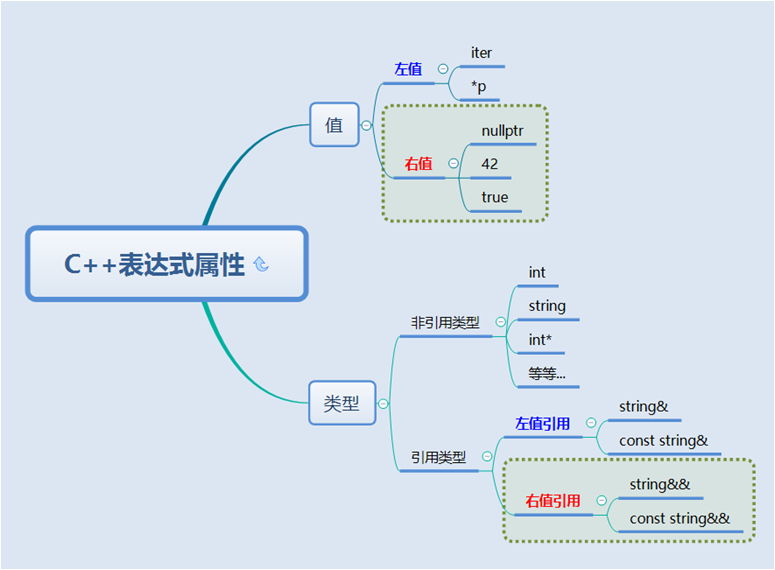 C++表达式属性
值
左值
iter
*p
右值
nullptr
42
true
类型
非引用类型
int
string
int*
等等...
引用类型
左值引用
string&
const string&
右值引用
string&&
const string&&